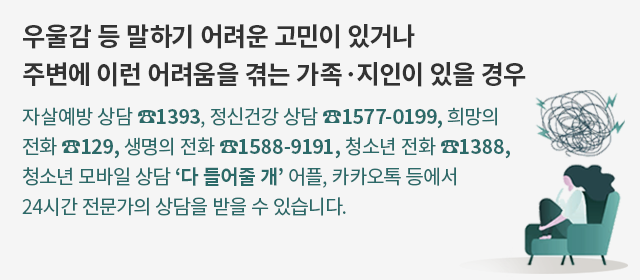 우울감 등 말하기 어려운 고민이 있거나
주변에 이런 어려움을 겪는 가족·지인이 있을 경우
자살예방 상담 ☎1393, 정신건강 상담 ☎1577-0199, 희망의
전화 ☎129, 생명의 전화 ☎1588-9191, 청소년 전화 ☎1388,
청소년 모바일 상담 ‘다 들어줄 개’ 어플, 카카오톡 등에서
24시간 전문가의 상담을 받을 수 있습니다.